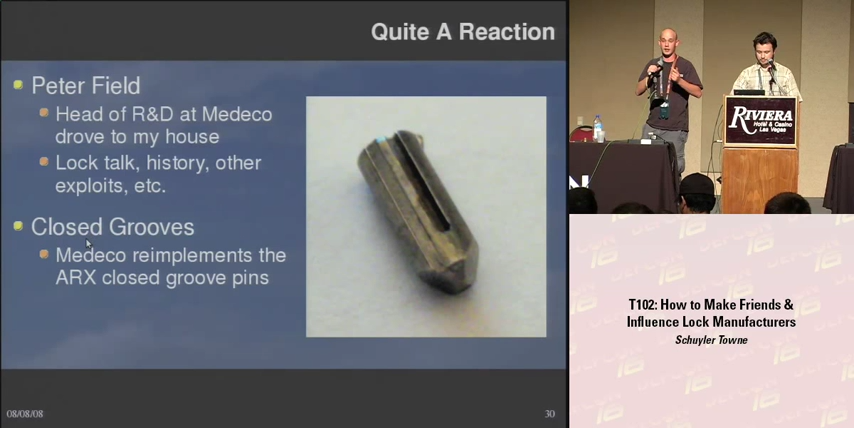 Quite A Reaction
Peter Field
Head of R&D at Medeco
drove to my house
Lock talk, history, other
exploits, etc.
Closed Grooves
Medeco reimplements the
ARX closed groove pins
08/08/08
30
RIVIERA
Hotel & Casino
Las Vegas
T102: How to Make Friends &
Influence Lock Manufacturers
Schuyler Towne